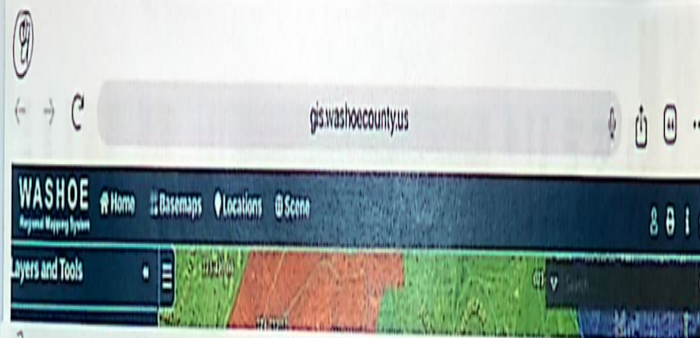 gis.washoecounty.us
WASHOE
Regional Mapping System
Home Basemaps Locations Scene
Layers and Tools